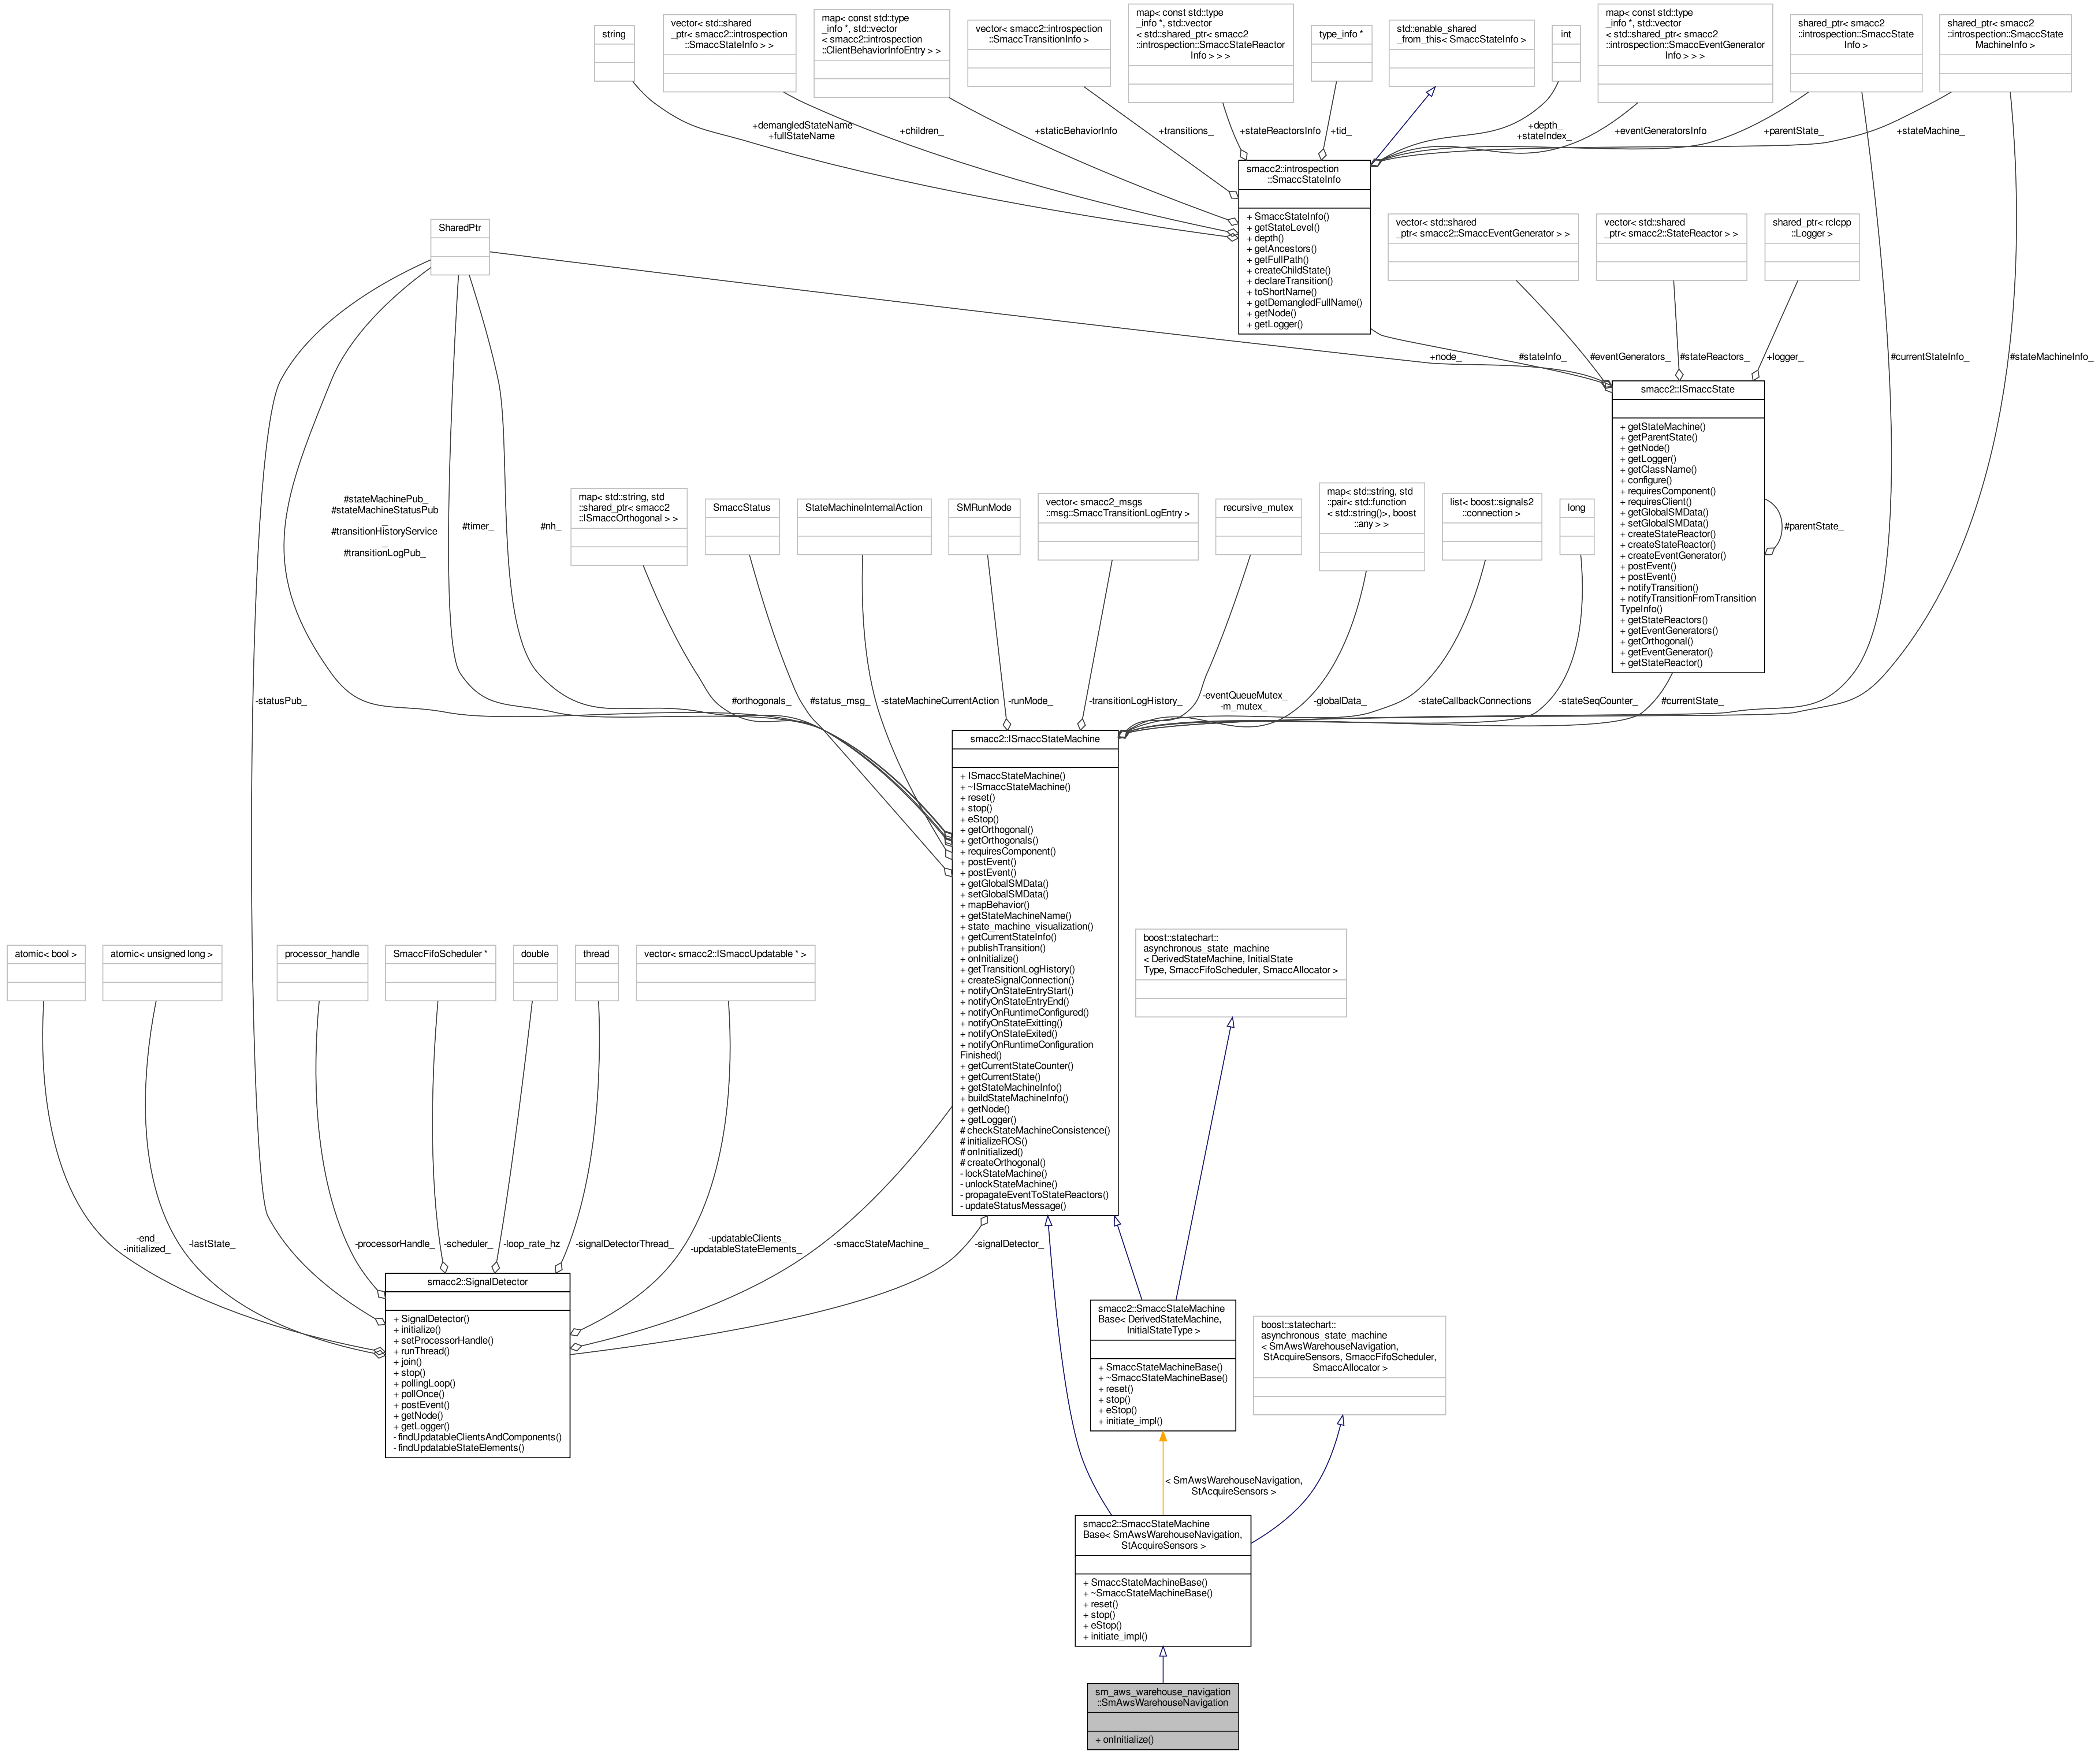 string
vector< std::shared
_ptr< smacc2::introspection
::SmaccStateInfo > >
map< const std::type
_info *, std::vector
< smacc2::introspection
::ClientBehaviorInfoEntry > >
vector< smacc2::introspection
::SmaccTransitionInfo >
map< const std::type
_info *, std::vector
< std::shared_ptr< smacc2
::introspection::SmaccStateReactor
Info > > >
type_info *
std::enable_shared
_from_this< SmaccStateInfo >
int
map< const std::type
_info *, std::vector
< std::shared_ptr< smacc2
::introspection::SmaccEventGenerator
Info > > >
shared_ptr< smacc2
::introspection::SmaccState
Info >
shared_ptr< smacc2
::introspection::SmaccState
MachineInfo >
+demangledStateName
+fullStateName
+children_
+staticBehaviorInfo
+transitions_
+stateReactorsInfo
+tid_
+depth_
+stateIndex_
+eventGeneratorsInfo
+parentState_
+stateMachine_
smacc2::introspection
::SmaccStateInfo
+ SmaccStateInfo()
+ getStateLevel()
+ depth()
+ getAncestors()
+ getFullPath()
+ createChildState()
+ declareTransition()
+ toShortName()
+ getDemangledFullName()
+ getNode()
+ getLogger()
SharedPtr
vector< std::shared
_ptr< smacc2::SmaccEventGenerator > >
vector< std::shared
_ptr< smacc2::StateReactor > >
shared_ptr< rclcpp
::Logger >
+node_
#stateInfo_
#eventGenerators_
#stateReactors_
+logger_
#currentStateInfo_
#stateMachineInfo_
smacc2::ISmaccState
+ getStateMachine()
+ getParentState()
+ getNode()
+ getLogger()
+ getClassName()
+ configure()
+ requiresComponent()
+ requiresClient()
+ getGlobalSMData()
+ setGlobalSMData()
+ createStateReactor()
+ createStateReactor()
+ createEventGenerator()
+ postEvent()
+ postEvent()
+ notifyTransition()
+ notifyTransitionFromTransition
TypeInfo()
+ getStateReactors()
+ getEventGenerators()
+ getOrthogonal()
+ getEventGenerator()
+ getStateReactor()
#parentState_
#stateMachinePub_
#stateMachineStatusPub
_
#transitionHistoryService
_
#transitionLogPub_
#timer_
#nh_
map< std::string, std
::shared_ptr< smacc2
::ISmaccOrthogonal > >
SmaccStatus
StateMachineInternalAction
SMRunMode
vector< smacc2_msgs
::msg::SmaccTransitionLogEntry >
recursive_mutex
map< std::string, std
::pair< std::function
< std::string()>, boost
::any > >
list< boost::signals2
::connection >
long
-statusPub_
#orthogonals_
#status_msg_
-stateMachineCurrentAction
-runMode_
-transitionLogHistory_
-eventQueueMutex_
-m_mutex_
-globalData_
-stateCallbackConnections
-stateSeqCounter_
#currentState_
smacc2::ISmaccStateMachine
+ ISmaccStateMachine()
+ ~ISmaccStateMachine()
+ reset()
+ stop()
+ eStop()
+ getOrthogonal()
+ getOrthogonals()
+ requiresComponent()
+ postEvent()
+ postEvent()
+ getGlobalSMData()
+ setGlobalSMData()
+ mapBehavior()
+ getStateMachineName()
+ state_machine_visualization()
+ getCurrentStateInfo()
+ publishTransition()
+ onInitialize()
+ getTransitionLogHistory()
+ createSignalConnection()
+ notifyOnStateEntryStart()
+ notifyOnStateEntryEnd()
+ notifyOnRuntimeConfigured()
+ notifyOnStateExitting()
+ notifyOnStateExited()
+ notifyOnRuntimeConfiguration
Finished()
+ getCurrentStateCounter()
+ getCurrentState()
+ getStateMachineInfo()
+ buildStateMachineInfo()
+ getNode()
+ getLogger()
# checkStateMachineConsistence()
# initializeROS()
# onInitialized()
# createOrthogonal()
- lockStateMachine()
- unlockStateMachine()
- propagateEventToStateReactors()
- updateStatusMessage()
atomic< bool >
atomic< unsigned long >
processor_handle
SmaccFifoScheduler *
double
thread
vector< smacc2::ISmaccUpdatable * >
boost::statechart::
asynchronous_state_machine
< DerivedStateMachine, InitialState
Type, SmaccFifoScheduler, SmaccAllocator >
-end_
-initialized_
-lastState_
-processorHandle_
-scheduler_
-loop_rate_hz
-signalDetectorThread_
-updatableClients_
-updatableStateElements_
-smaccStateMachine_
-signalDetector_
smacc2::SignalDetector
+ SignalDetector()
+ initialize()
+ setProcessorHandle()
+ runThread()
+ join()
+ stop()
+ pollingLoop()
+ pollOnce()
+ postEvent()
+ getNode()
+ getLogger()
- findUpdatableClientsAndComponents()
- findUpdatableStateElements()
smacc2::SmaccStateMachine
Base< DerivedStateMachine,
InitialStateType >
+ SmaccStateMachineBase()
+ ~SmaccStateMachineBase()
+ reset()
+ stop()
+ eStop()
+ initiate_impl()
boost::statechart::
asynchronous_state_machine
< SmAwsWarehouseNavigation,
StAcquireSensors, SmaccFifoScheduler,
SmaccAllocator >
< SmAwsWarehouseNavigation,
StAcquireSensors >
smacc2::SmaccStateMachine
Base< SmAwsWarehouseNavigation,
StAcquireSensors >
+ SmaccStateMachineBase()
+ ~SmaccStateMachineBase()
+ reset()
+ stop()
+ eStop()
+ initiate_impl()
sm_aws_warehouse_navigation
::SmAwsWarehouseNavigation
+ onInitialize()